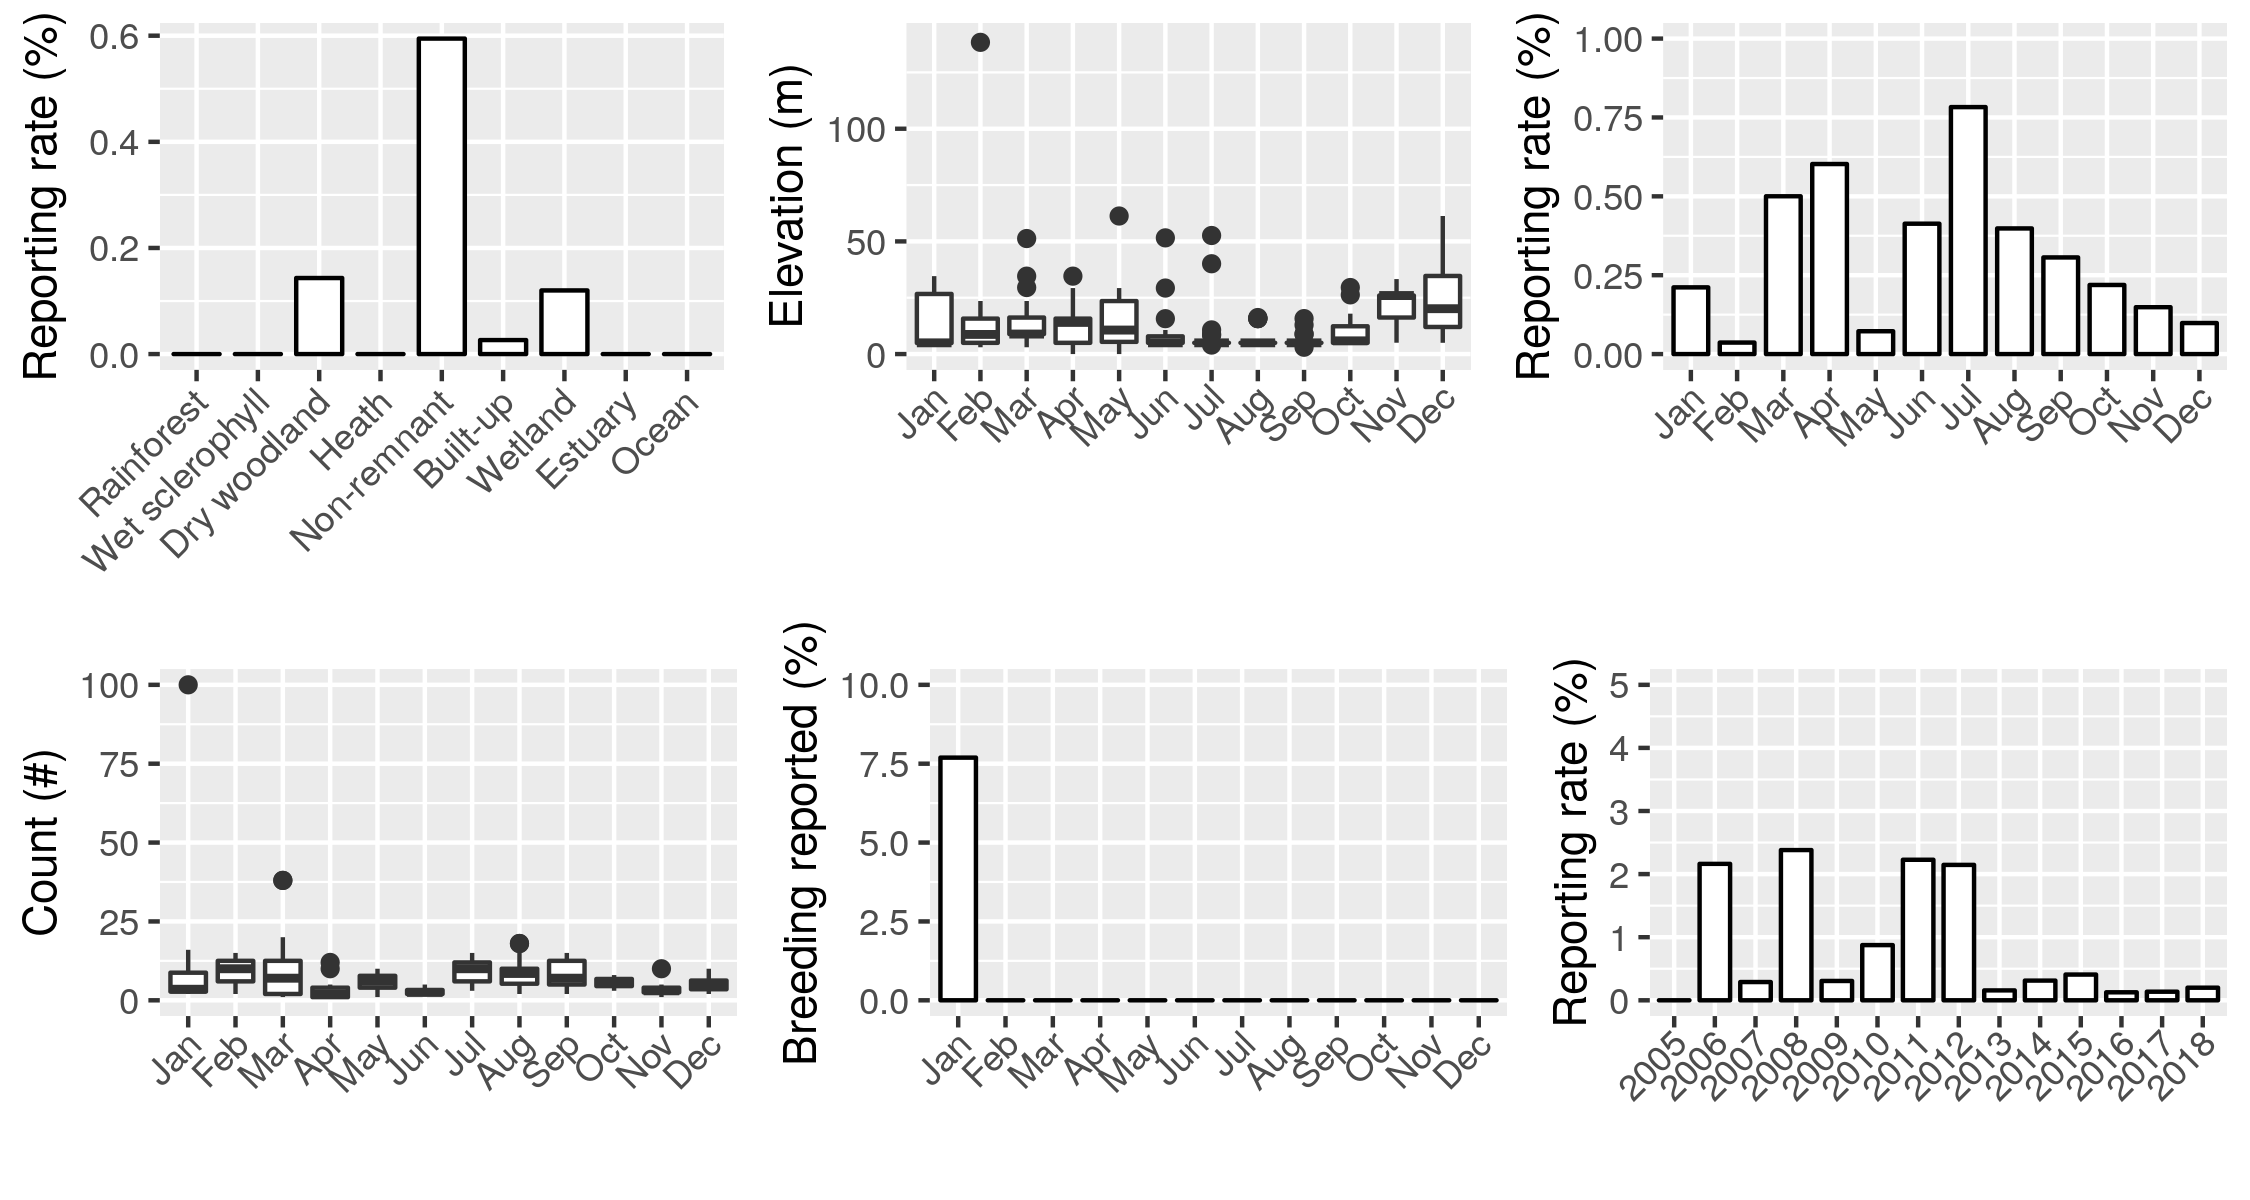 Reporting rate (%)
0.6
0.4
0.2
0.0
Rainforest
Wet sclerophyll
Dry woodland
Heath
Non-remnant
Built-up
Wetland
Estuary
Ocean
Elevation (m)
100
50
0
Jan
Feb
Mar
Apr
May
Jun
Jul
Aug
Sep
Oct
Nov
Dec
Reporting rate (%)
1.00
0.75
0.50
0.25
0.00
Jan
Feb
Mar
Apr
May
Jun
Jul
Aug
Sep
Oct
Nov
Dec
Count (#)
100
75
50
25
0
Jan
Feb
Mar
Apr
May
Jun
Jul
Aug
Sep
Oct
Nov
Dec
Breeding reported (%)
10.0
7.5
5.0
2.5
0.0
Jan
Feb
Mar
Apr
May
Jun
Jul
Aug
Sep
Oct
Nov
Dec
Reporting rate (%)
5
4
3
2
1
0
2005
2006
2007
2008
2009
2010
2011
2012
2013
2014
2015
2016
2017
2018